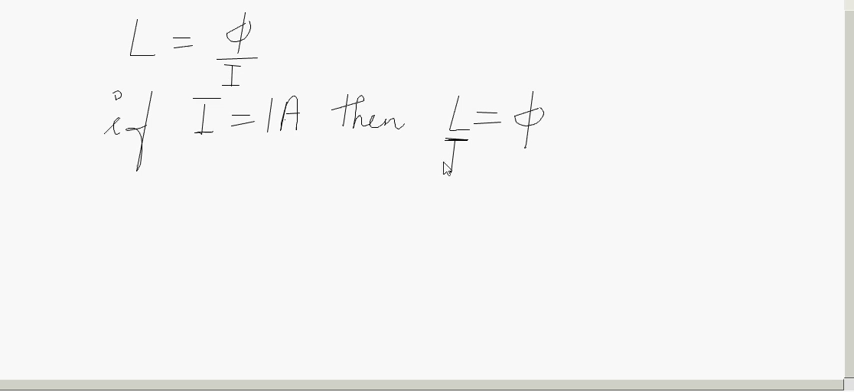 L = ϕ / I
if I = 1A then L = ϕ